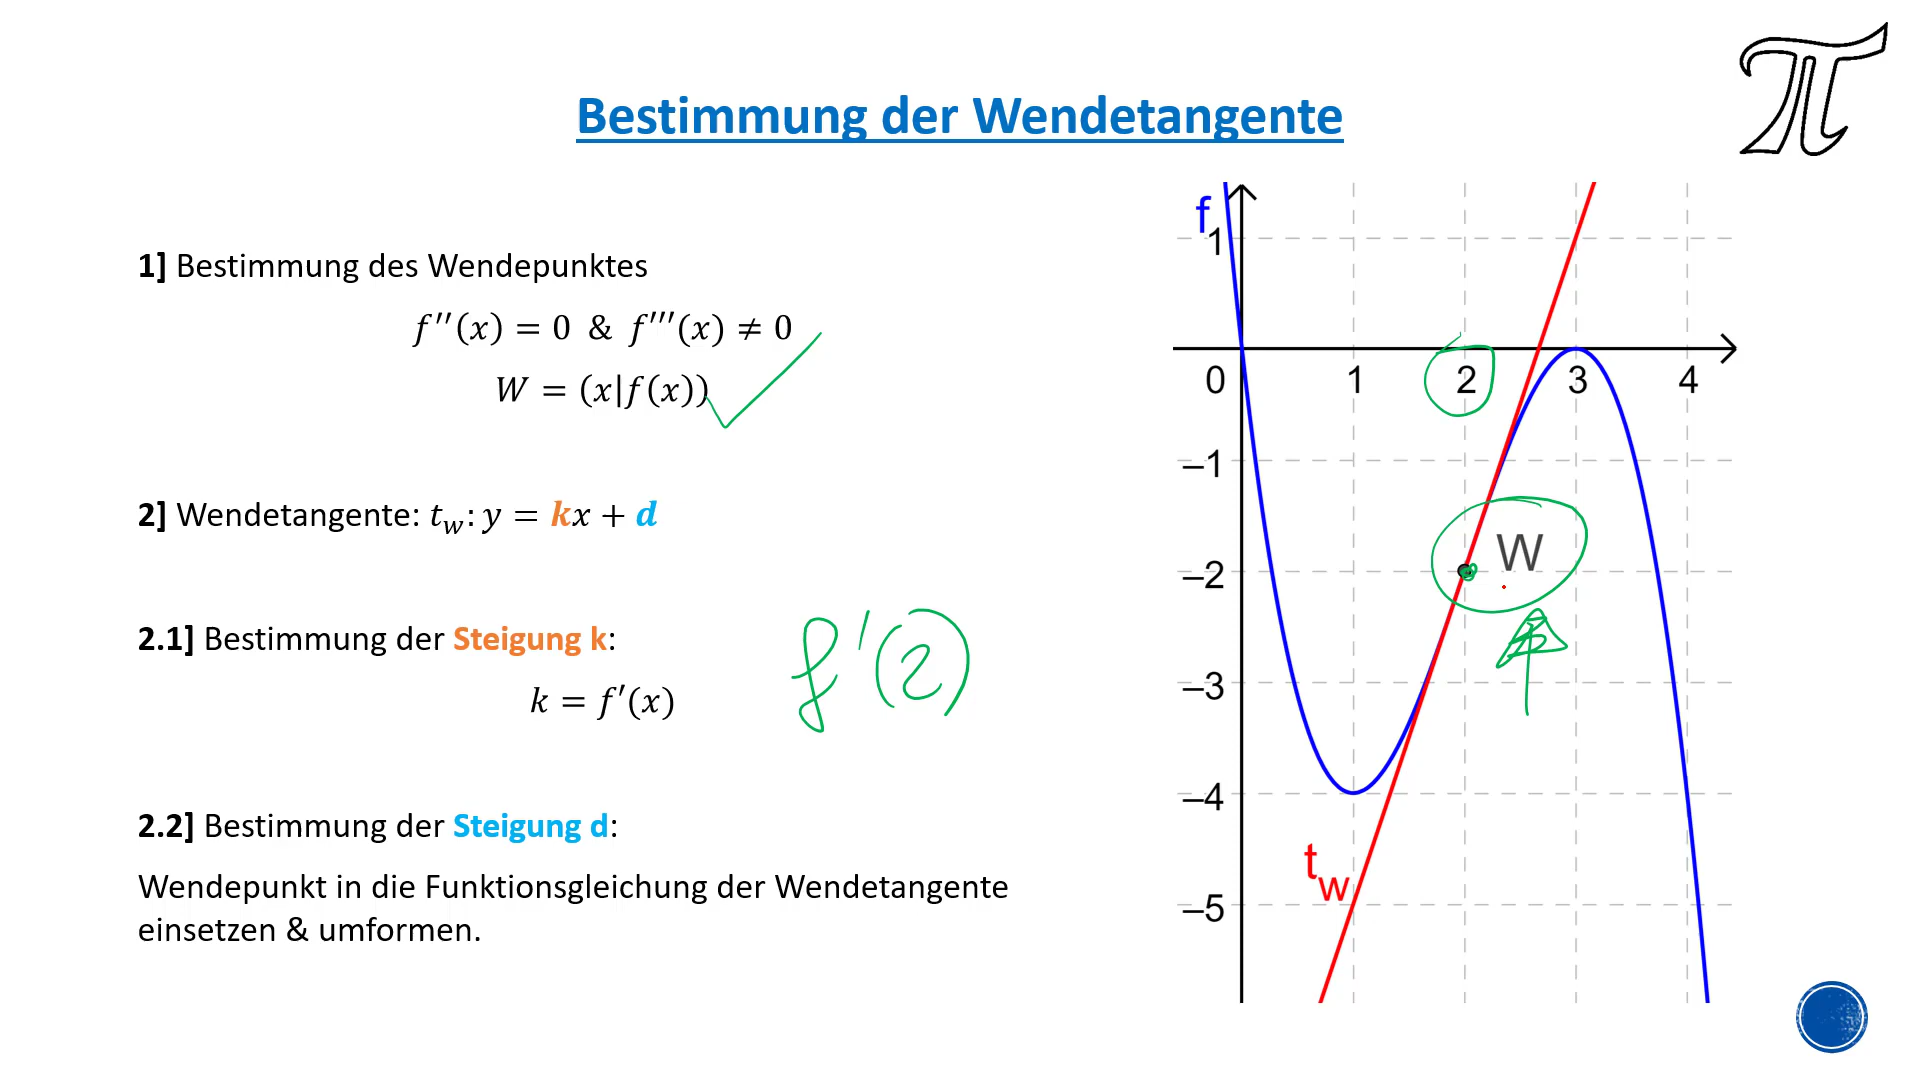 π
Bestimmung der Wendetangente
1] Bestimmung des Wendepunktes
f′′(x) = 0 & f′′′(x) ≠ 0
W = (x|f(x))
2] Wendetangente: t_w: y = kx + d
2.1] Bestimmung der Steigung k:
k = f′(x)
f'(2)
2.2] Bestimmung der Steigung d:
Wendepunkt in die Funktionsgleichung der Wendetangente
einsetzen & umformen.
f
1
0 1 2 3 4
–1
W
–2
–3
–4
t_w
–5